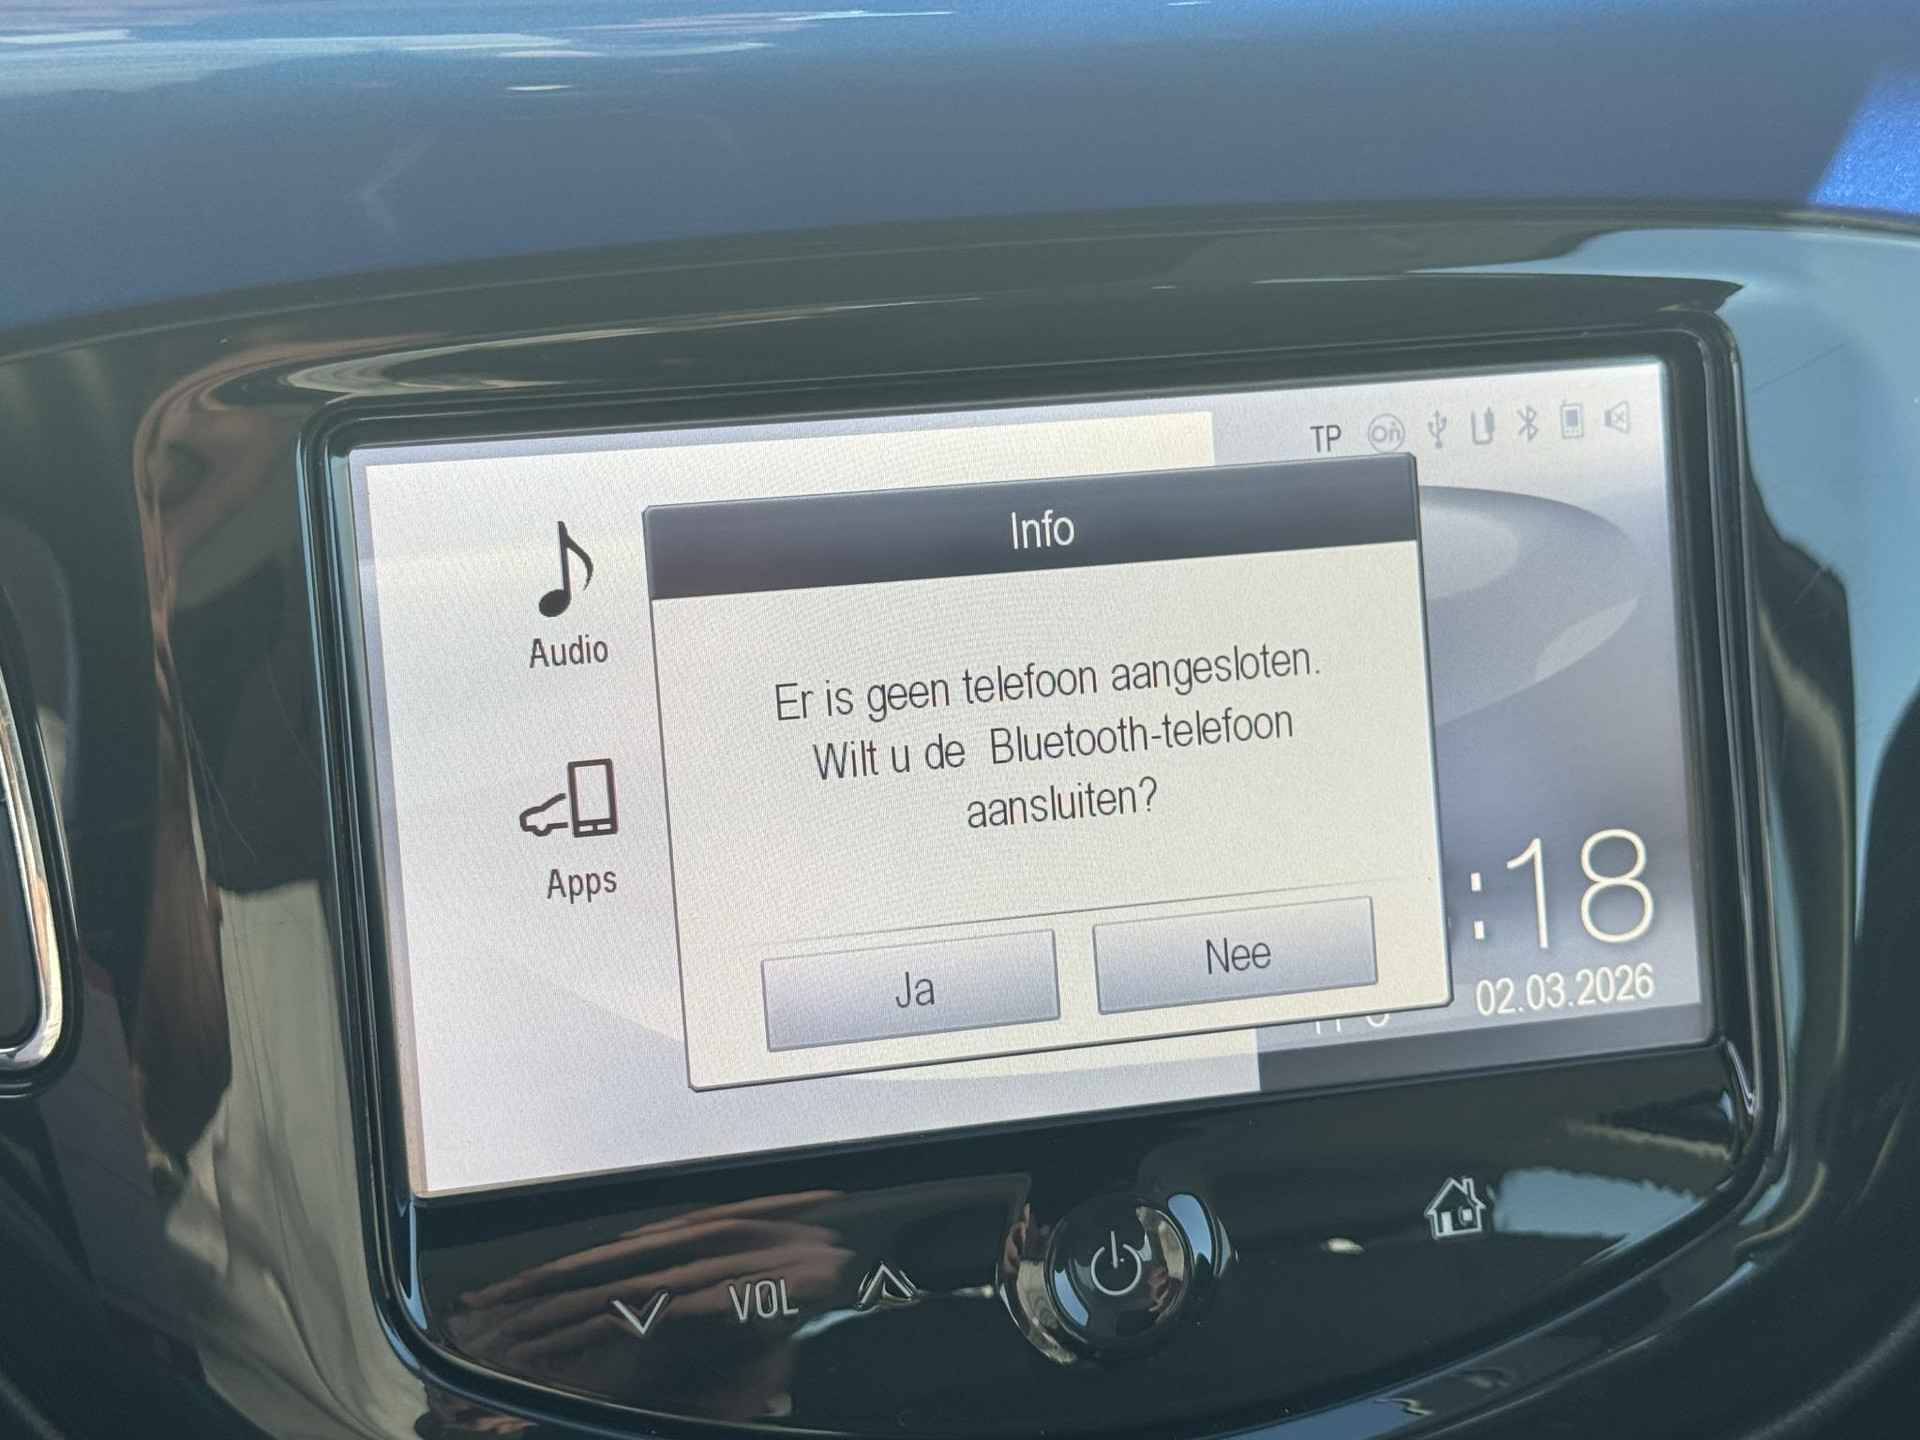 TP
On
Info
Audio
Er is geen telefoon aangesloten.
Wilt u de Bluetooth-telefoon
aansluiten?
Apps
:18
Ja
Nee
02.03.2026
VOL